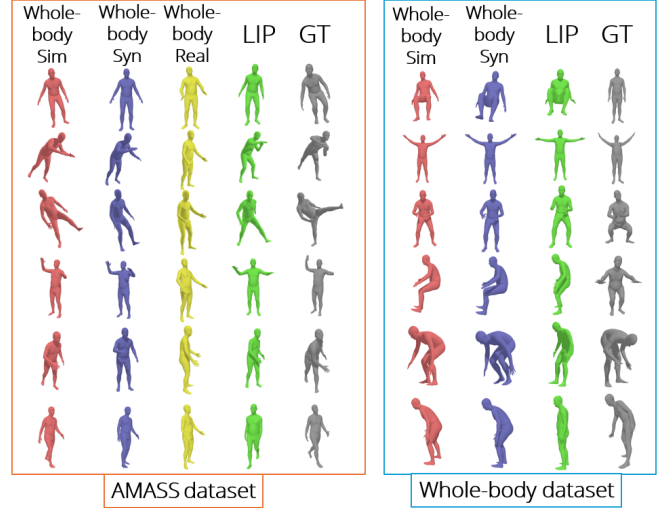 Whole-
body
Sim
Whole-
body
Syn
Whole-
body
Real
LIP
GT
Whole-
body
Sim
Whole-
body
Syn
LIP
GT
AMASS dataset
Whole-body dataset